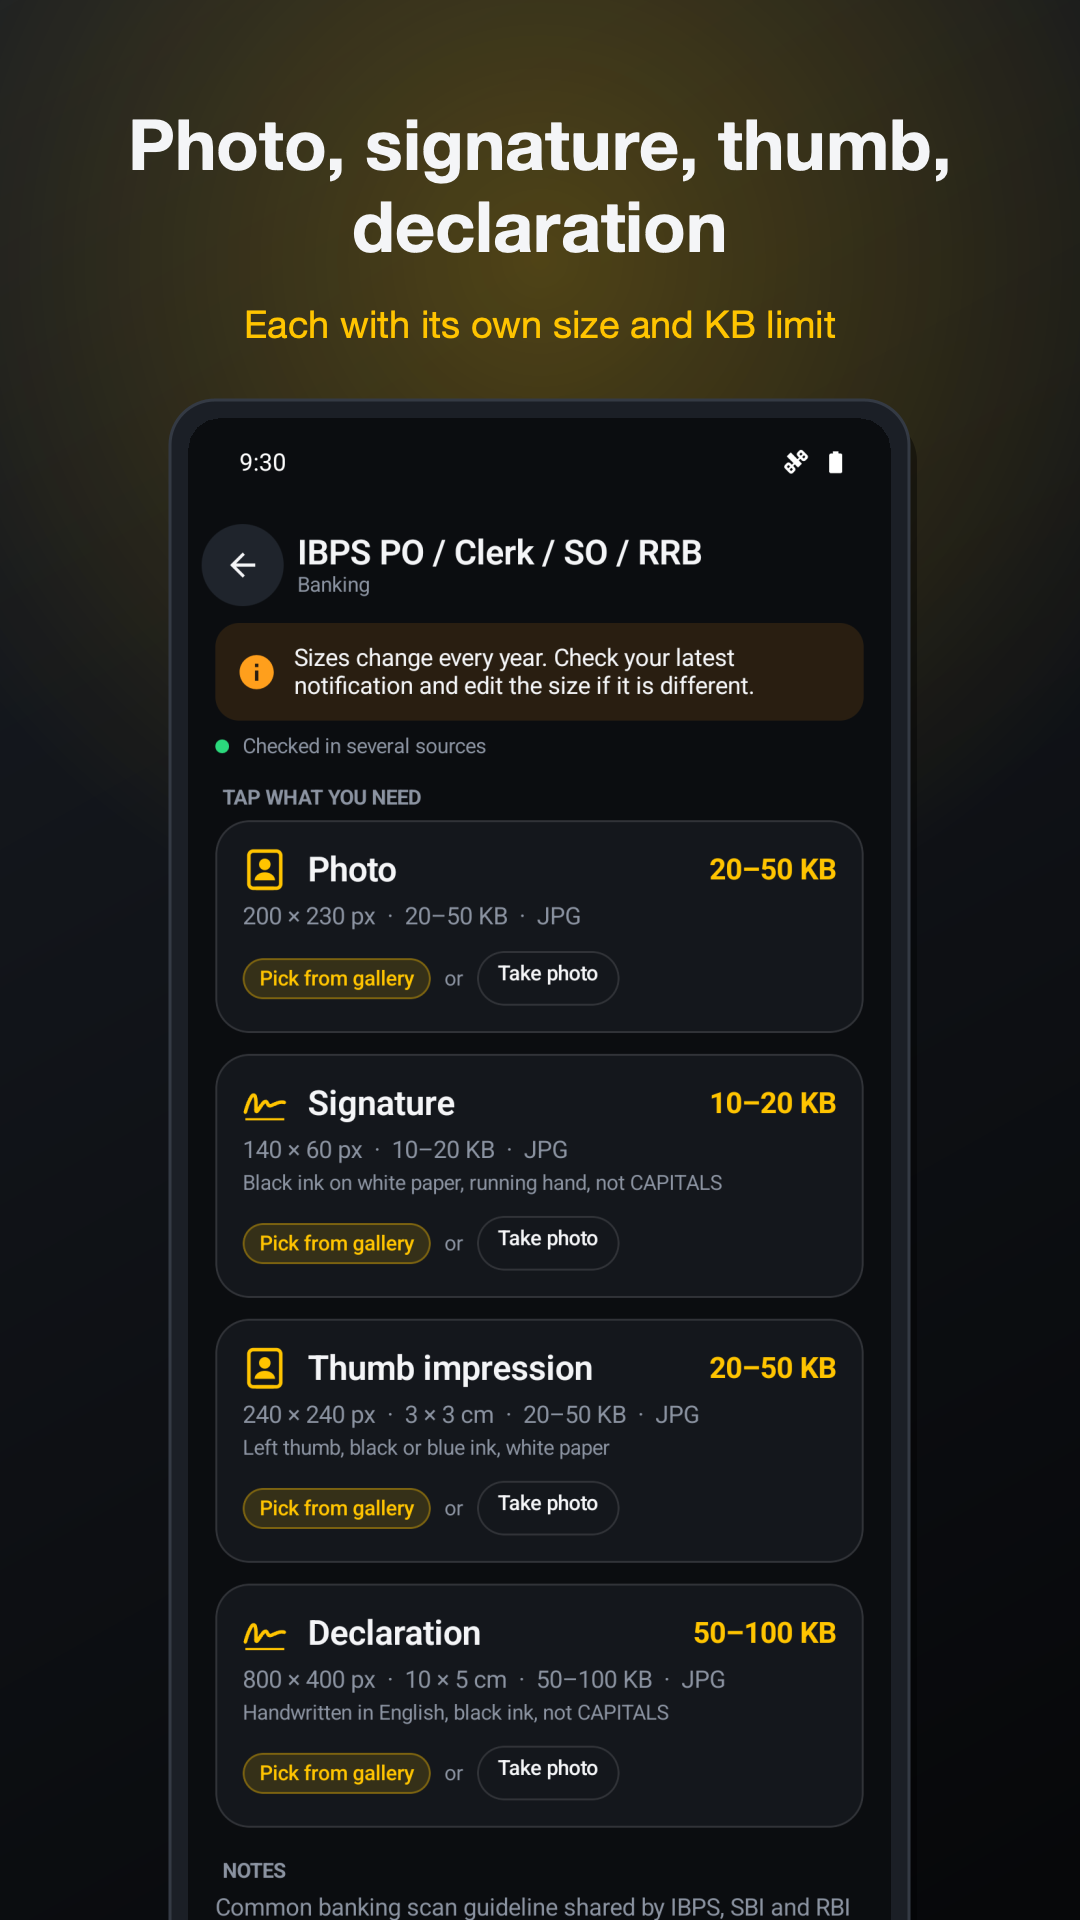 Photo, signature, thumb,
declaration
Each with its own size and KB limit
9:30
IBPS PO / Clerk / SO / RRB
Banking
Sizes change every year. Check your latest
notification and edit the size if it is different.
Checked in several sources
TAP WHAT YOU NEED
Photo 20–50 KB
200 × 230 px · 20–50 KB · JPG
Pick from gallery or Take photo
Signature 10–20 KB
140 × 60 px · 10–20 KB · JPG
Black ink on white paper, running hand, not CAPITALS
Pick from gallery or Take photo
Thumb impression 20–50 KB
240 × 240 px · 3 × 3 cm · 20–50 KB · JPG
Left thumb, black or blue ink, white paper
Pick from gallery or Take photo
Declaration 50–100 KB
800 × 400 px · 10 × 5 cm · 50–100 KB · JPG
Handwritten in English, black ink, not CAPITALS
Pick from gallery or Take photo
NOTES
Common banking scan guideline shared by IBPS, SBI and RBI